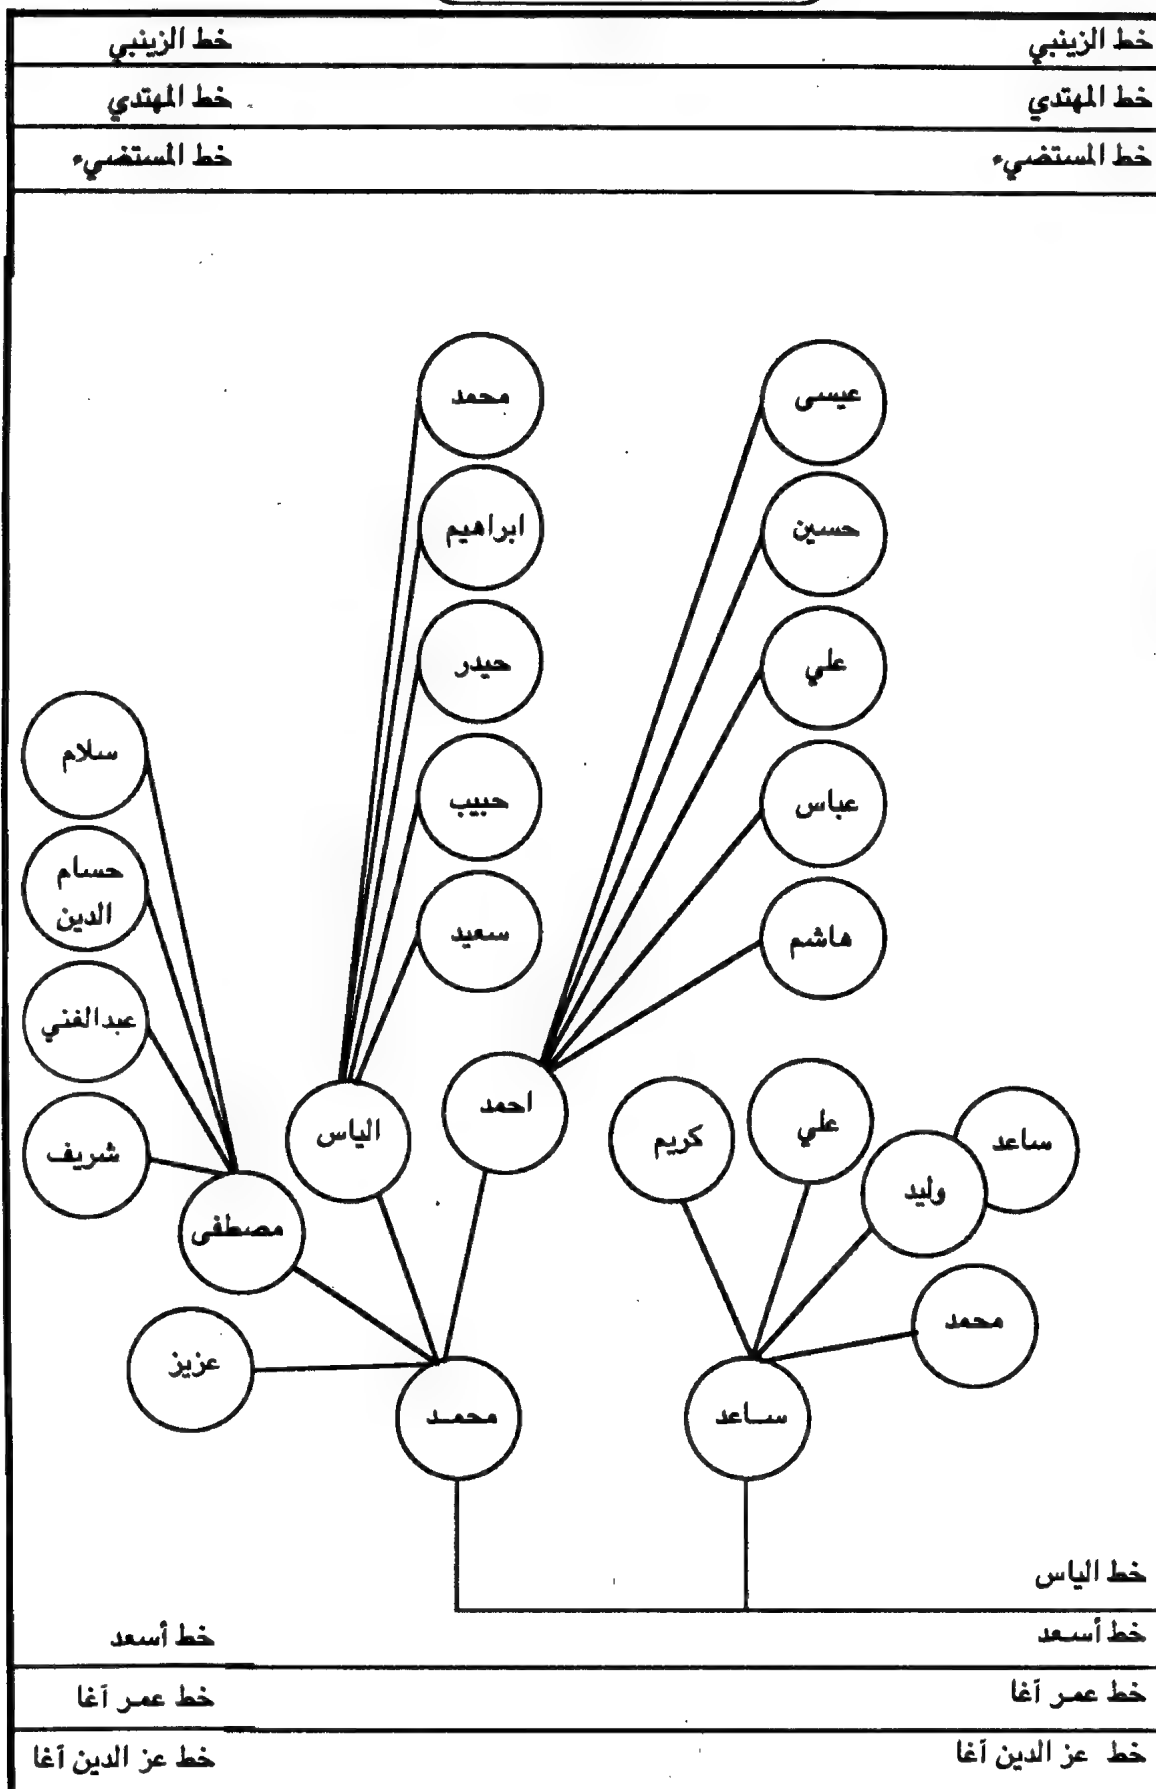 خط الزينبي
خط الزينبي
خط المهتدي
خط المهتدي
خط المستضيء
خط المستضيء
محمد
عيسى
ابراهيم
حسين
حيدر
علي
سلام
حبيب
عباس
حسام
الدين
سعيد
هاشم
عبدالغني
احمد
الياس
كريم
علي
ساعد
شريف
وليد
مصطفى
محمد
عزيز
ساعد
محمد
خط الياس
خط أسعد
خط أسعد
خط عمر آغا
خط عمر آغا
خط عز الدين آغا
خط عز الدين آغا